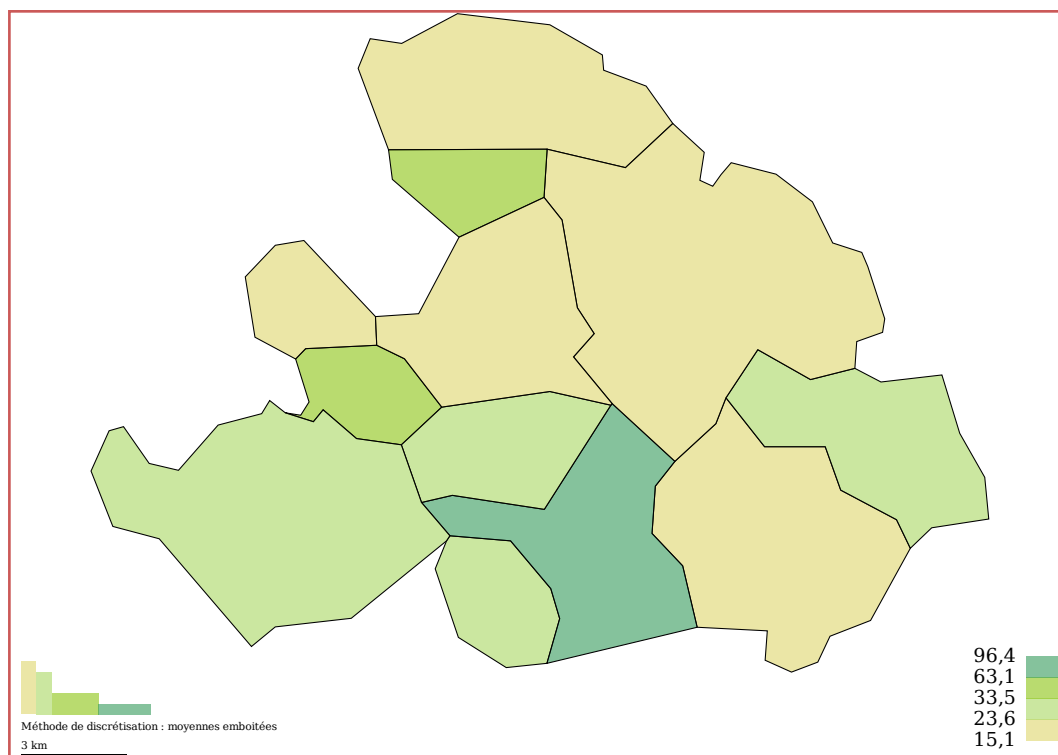 96,4
63,1
33,5
23,6
15,1
Méthode de discrétisation : moyennes emboitées
3 km